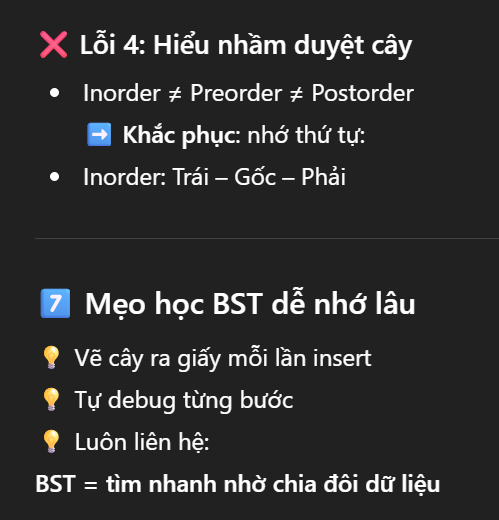 ❌ Lỗi 4: Hiểu nhầm duyệt cây
• Inorder ≠ Preorder ≠ Postorder
➡️ Khắc phục: nhớ thứ tự:
• Inorder: Trái – Gốc – Phải
7️⃣ Mẹo học BST dễ nhớ lâu
💡 Vẽ cây ra giấy mỗi lần insert
💡 Tự debug từng bước
💡 Luôn liên hệ:
BST = tìm nhanh nhờ chia đôi dữ liệu